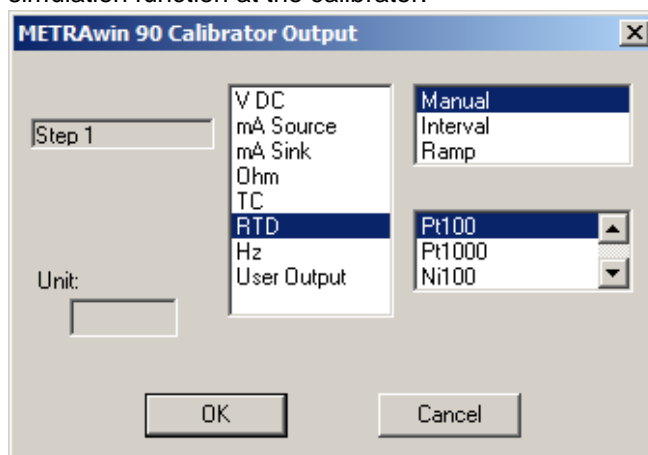 simulation function at the calibrator.
METRAwin 90 Calibrator Output
Step 1
Unit:
V DC
mA Source
mA Sink
Ohm
TC
RTD
Hz
User Output
Manual
Interval
Ramp
Pt100
Pt1000
Ni100
OK
Cancel